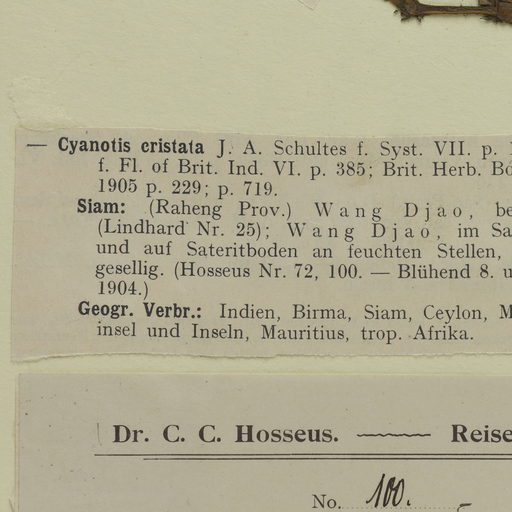 — Cyanotis eristata J. A. Schultes f. Syst. VII. p.
f. Fl. of Brit. Ind. VI. p. 385; Brit. Herb.
1905 p. 229; p. 719.
Siam: (Raheng Prov.) Wang Djao, be
(Lindhard Nr. 25); Wang Djao, im Sa
und auf Sateritboden an feuchten Stellen,
gesellig. (Hosseus Nr. 72, 100. — Blühend 8. u
1904.)
Geogr. Verbr.: Indien, Birma, Siam, Ceylon, M
insel und Inseln, Mauritius, trop. Afrika.
Dr. C. C. Hosseus. Reise
No. 100.